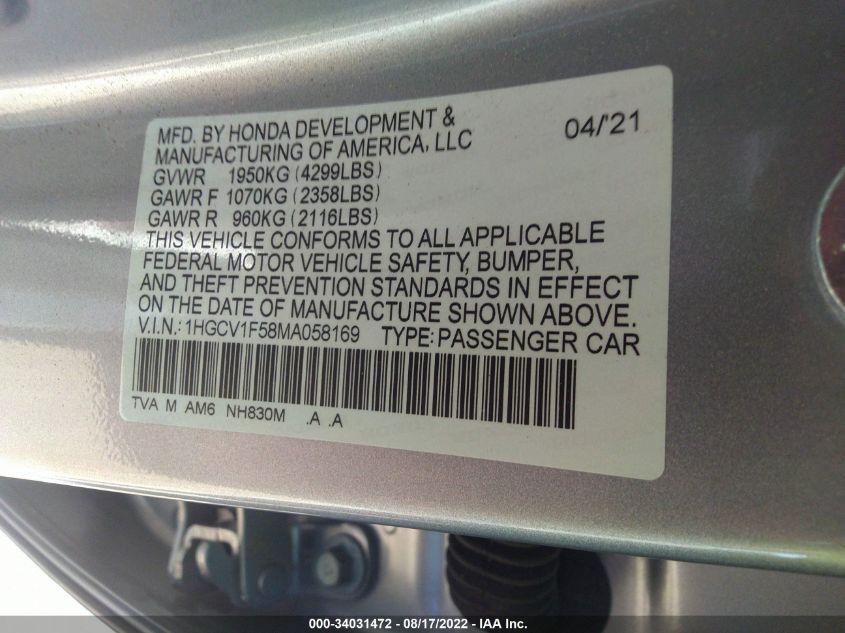 MFD. BY HONDA DEVELOPMENT &
MANUFACTURING OF AMERICA, LLC
04/'21
GVWR 1950KG (4299LBS)
GAWR F 1070KG (2358LBS)
GAWR R 960KG (2116LBS)
THIS VEHICLE CONFORMS TO ALL APPLICABLE
FEDERAL MOTOR VEHICLE SAFETY, BUMPER,
AND THEFT PREVENTION STANDARDS IN EFFECT
ON THE DATE OF MANUFACTURE SHOWN ABOVE.
V.I.N.: 1HGCV1F58MA058169 TYPE: PASSENGER CAR
TVA M AM6 NH830M .A .A
000-34031472 - 08/17/2022 - IAA Inc.